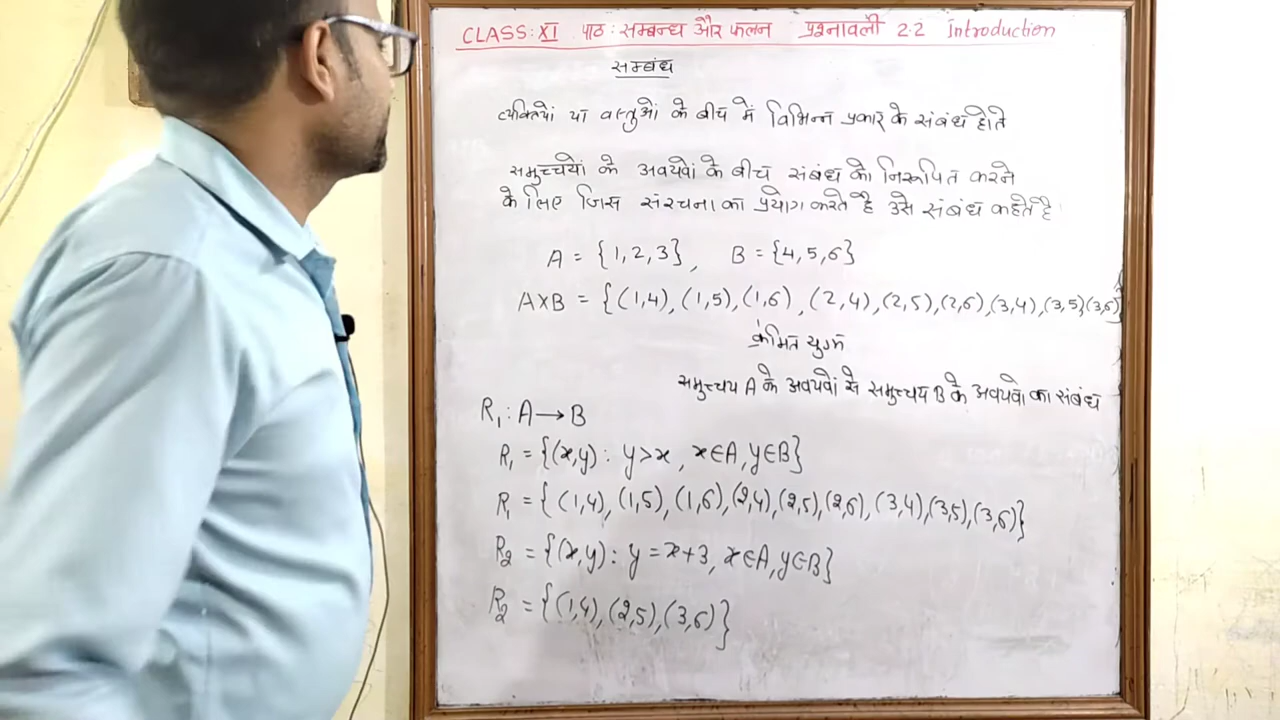 CLASS: XI पाठ: सम्बन्ध और फलन प्रश्नावली 2.2 Introduction
सम्बंध
व्यक्तियों या वस्तुओं के बीच में विभिन्न प्रकार के संबंध होते
समुच्चयों के अवयवों के बीच संबंध को निरूपित करने
के लिए जिस संरचना का प्रयोग करते है उसे संबंध कहते है
A = {1,2,3}, B = {4,5,6}
A×B = {(1,4), (1,5), (1,6), (2,4), (2,5), (2,6), (3,4), (3,5) (3,6)}
क्रमित युग्म
समुच्चय A के अवयवों से समुच्चय B के अवयवो का संबंध
R₁ : A → B
R₁ = {(x,y) : y>x, x∈A, y∈B}
R₁ = {(1,4), (1,5), (1,6), (2,4), (2,5), (2,6), (3,4), (3,5), (3,6)}
R₂ = {(x,y) : y = x+3, x∈A, y∈B}
R₂ = {(1,4), (2,5), (3,6)}